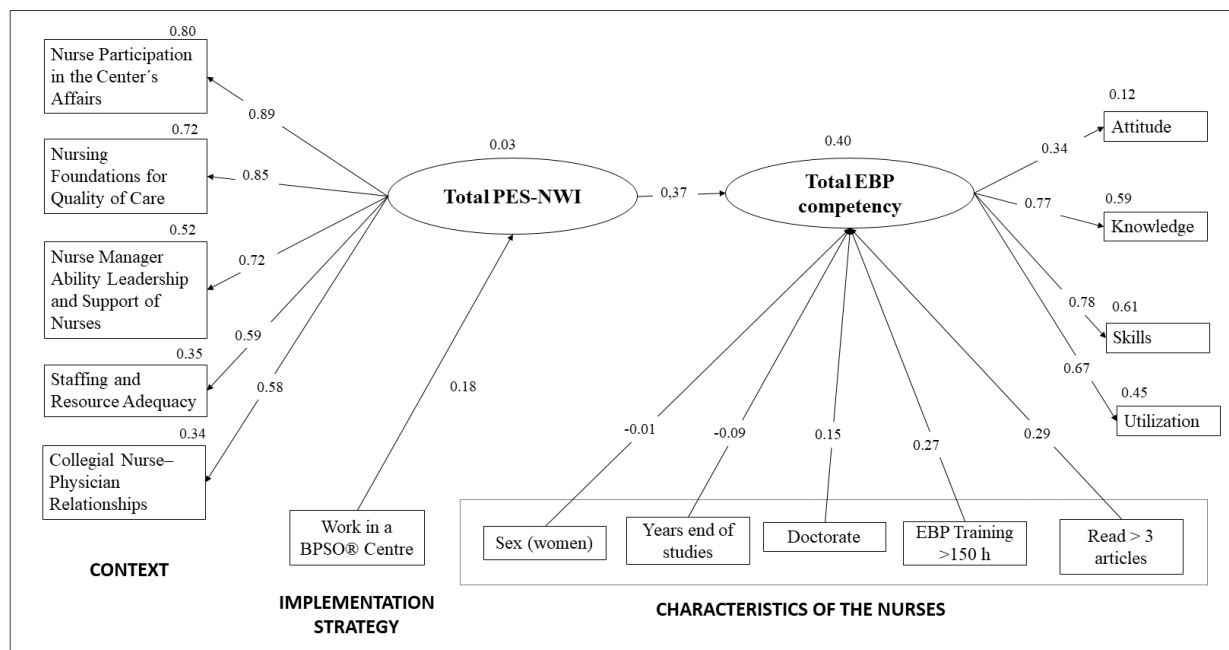 0.80
Nurse Participation
in the Center´s
Affairs
0.89
0.72
Nursing
Foundations for
Quality of Care
0.85
0.52
Nurse Manager
Ability Leadership
and Support of
Nurses
0.72
0.35
Staffing and
Resource Adequacy
0.59
0.34
Collegial Nurse–
Physician
Relationships
0.58
CONTEXT
0.03
Total PES-NWI
0,37
0.40
Total EBP
competency
0.18
Work in a
BPSO® Centre
IMPLEMENTATION
STRATEGY
0.12
Attitude
0.34
0.59
Knowledge
0.77
0.61
Skills
0.78
0.45
Utilization
0.67
-0.01
-0.09
0.15
0.27
0.29
Sex (women)
Years end of
studies
Doctorate
EBP Training
>150 h
Read > 3
articles
CHARACTERISTICS OF THE NURSES